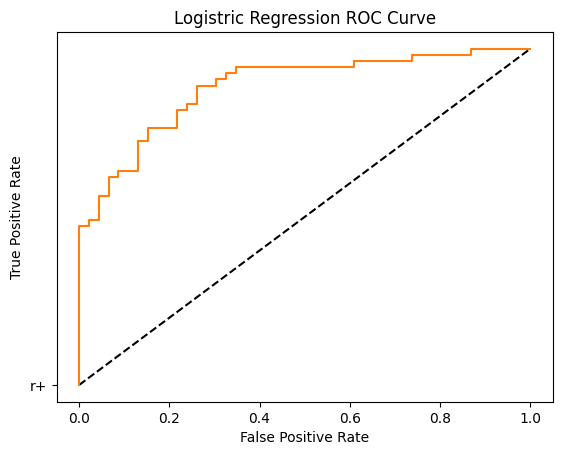 Logistric Regression ROC Curve
True Positive Rate
r+
0.0 0.2 0.4 0.6 0.8 1.0
False Positive Rate